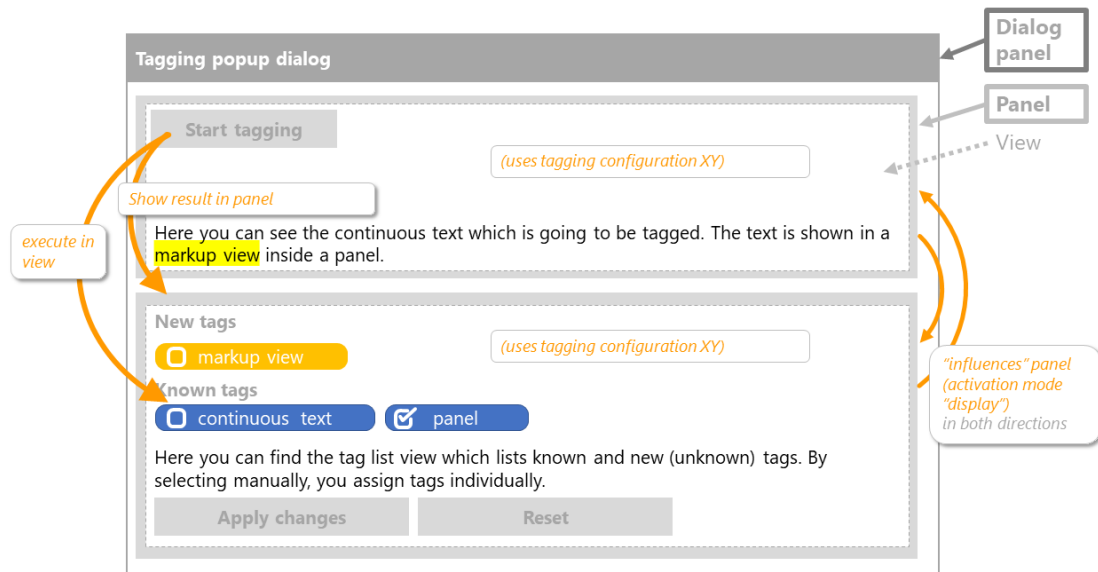 Dialog
panel
Tagging popup dialog
Panel
Start tagging
View
(uses tagging configuration XY)
Show result in panel
execute in
view
Here you can see the continuous text which is going to be tagged. The text is shown in a
markup view inside a panel.
New tags
(uses tagging configuration XY)
markup view
"influences" panel
(activation mode
"display")
in both directions
Known tags
continuous text
panel
Here you can find the tag list view which lists known and new (unknown) tags. By
selecting manually, you assign tags individually.
Apply changes
Reset